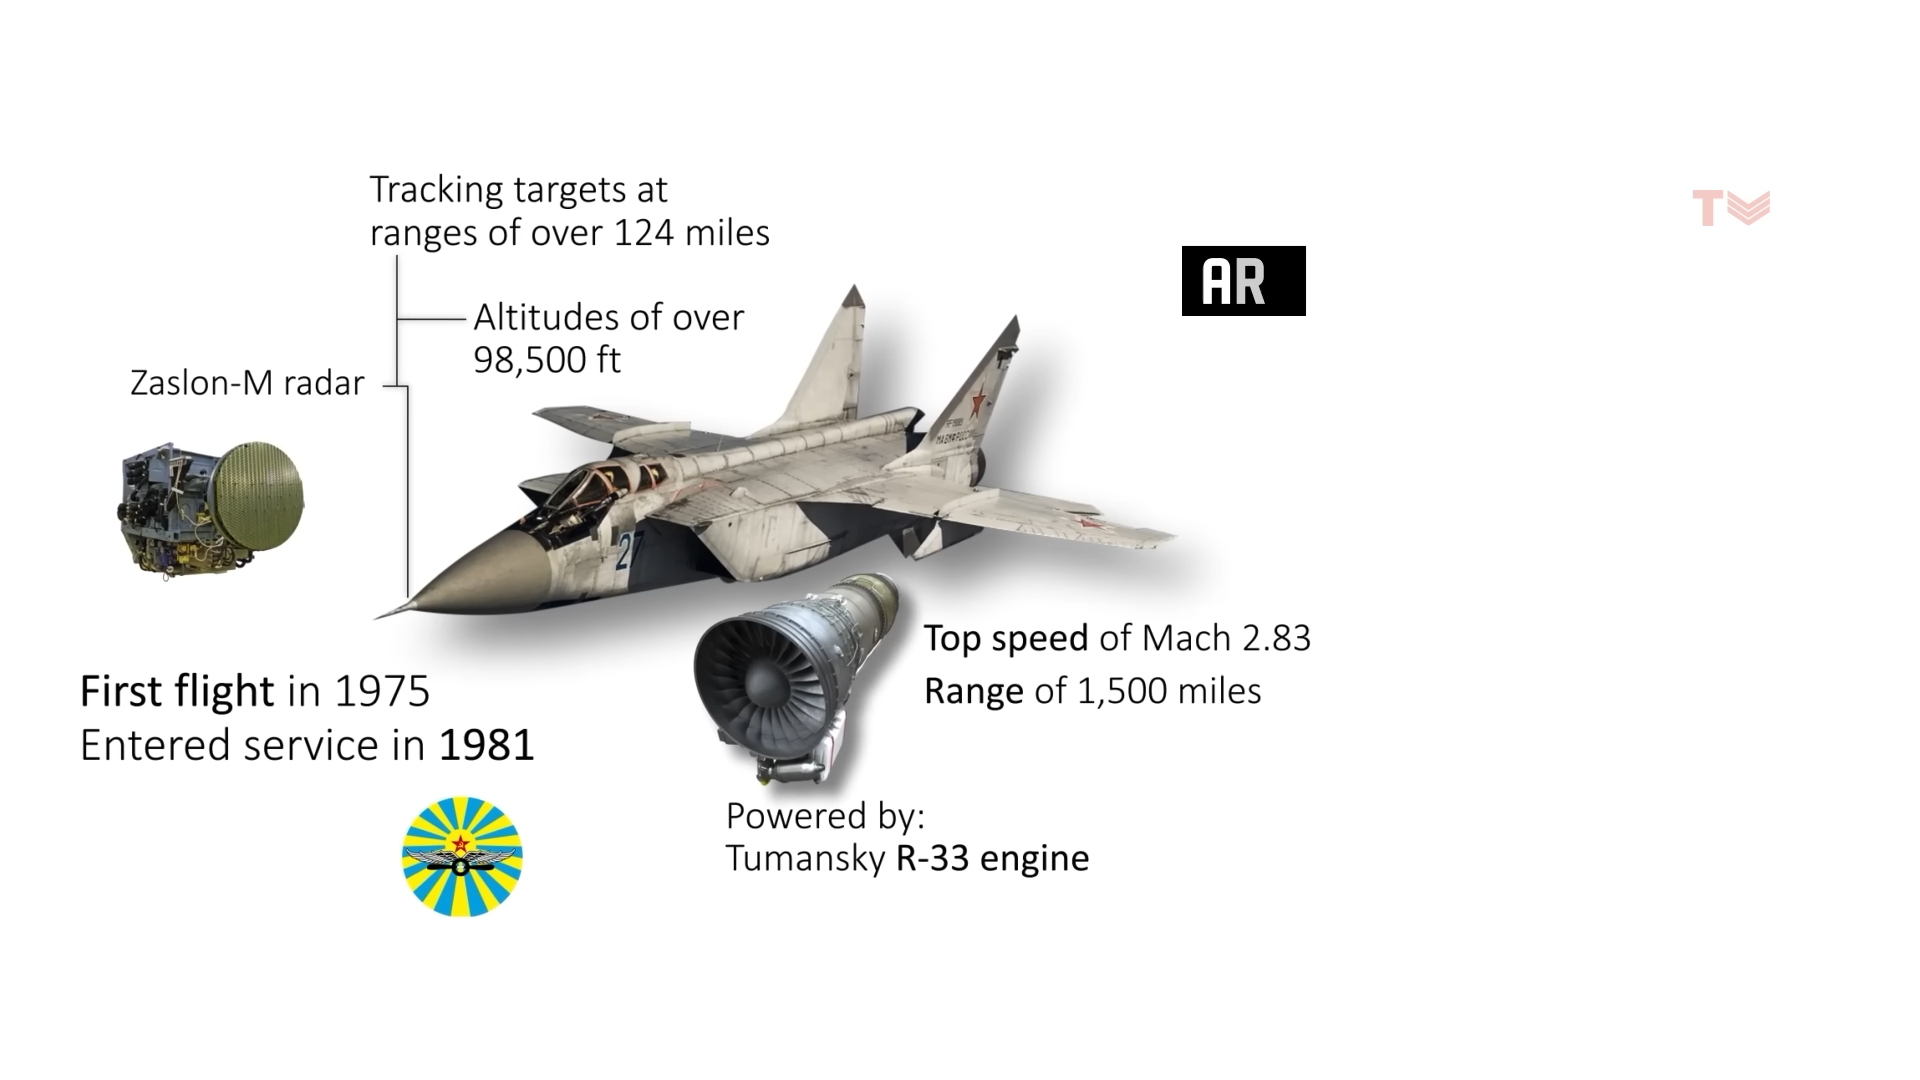 Tracking targets at
ranges of over 124 miles
AR
Altitudes of over
98,500 ft
Zaslon-M radar
27
Top speed of Mach 2.83
Range of 1,500 miles
First flight in 1975
Entered service in 1981
Powered by:
Tumansky R-33 engine